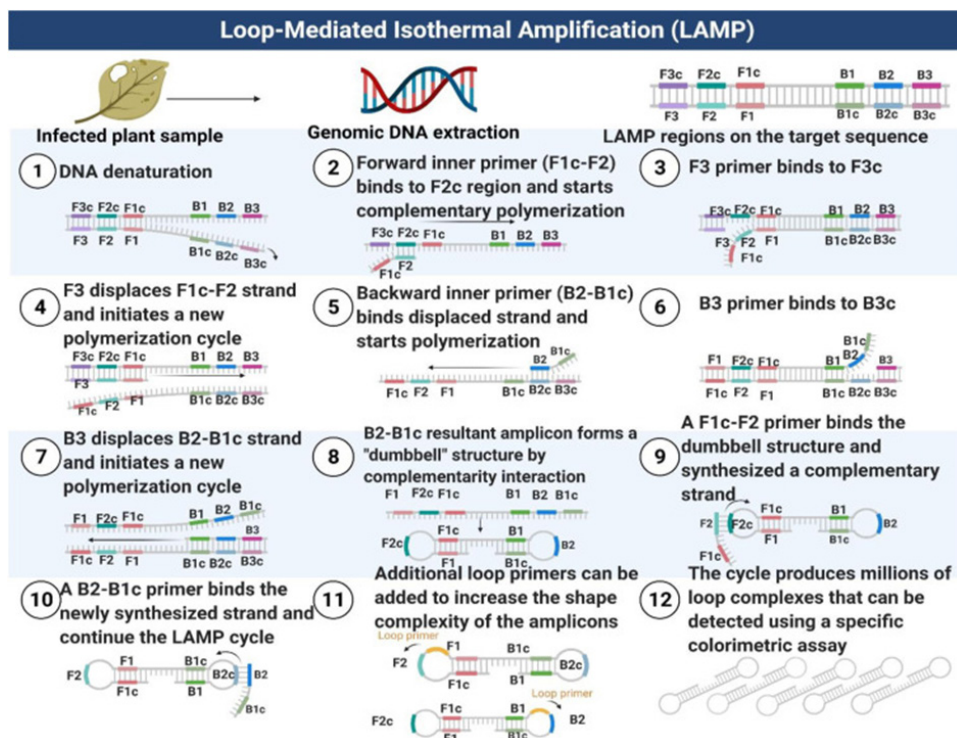 Loop-Mediated Isothermal Amplification (LAMP)
F3c F2c F1c B1 B2 B3
F3 F2 F1 B1c B2c B3c
Infected plant sample
Genomic DNA extraction
LAMP regions on the target sequence
1
DNA denaturation
F3c F2c F1c B1 B2 B3
F3 F2 F1
B1c B2c B3c
2
Forward inner primer (F1c-F2)
binds to F2c region and starts
complementary polymerization
F3c F2c F1c B1 B2 B3
F1c F2
3
F3 primer binds to F3c
F3c F2c F1c B1 B2 B3
F3 F2 F1 B1c B2c B3c
F1c
4
F3 displaces F1c-F2 strand
and initiates a new
polymerization cycle
F3c F2c F1c B1 B2 B3
F3
F1c F2 F1 B1c B2c B3c
5
Backward inner primer (B2-B1c)
binds displaced strand and
starts polymerization
B2 B1c
F1c F2 F1 B1c B2c B3c
6
B3 primer binds to B3c
B1c
F1 F2c F1c B1 B2 B3
F1c F2 F1 B1c B2c B3c
7
B3 displaces B2-B1c strand
and initiates a new
polymerization cycle
F1 F2c F1c B1 B2 B1c
B3
F1c F2 F1 B1c B2c B3c
8
B2-B1c resultant amplicon forms a
"dumbbell" structure by
complementarity interaction
F1 F2c F1c B1 B2 B1c
F2c F1c B1 B2
F1 B1c
9
A F1c-F2 primer binds the
dumbbell structure and
synthesized a complementary
strand
F2 F2c F1c B1 B2
F1 B1c
F1c
10
A B2-B1c primer binds the
newly synthesized strand and
continue the LAMP cycle
F2 F1 B1c B2c B2
F1c B1
B1c
11
Additional loop primers can be
added to increase the shape
complexity of the amplicons
Loop primer
F2 F1 B1c B2c
F1c B1
Loop primer
F2c F1c B1 B2
F1 B1c
12
The cycle produces millions of
loop complexes that can be
detected using a specific
colorimetric assay